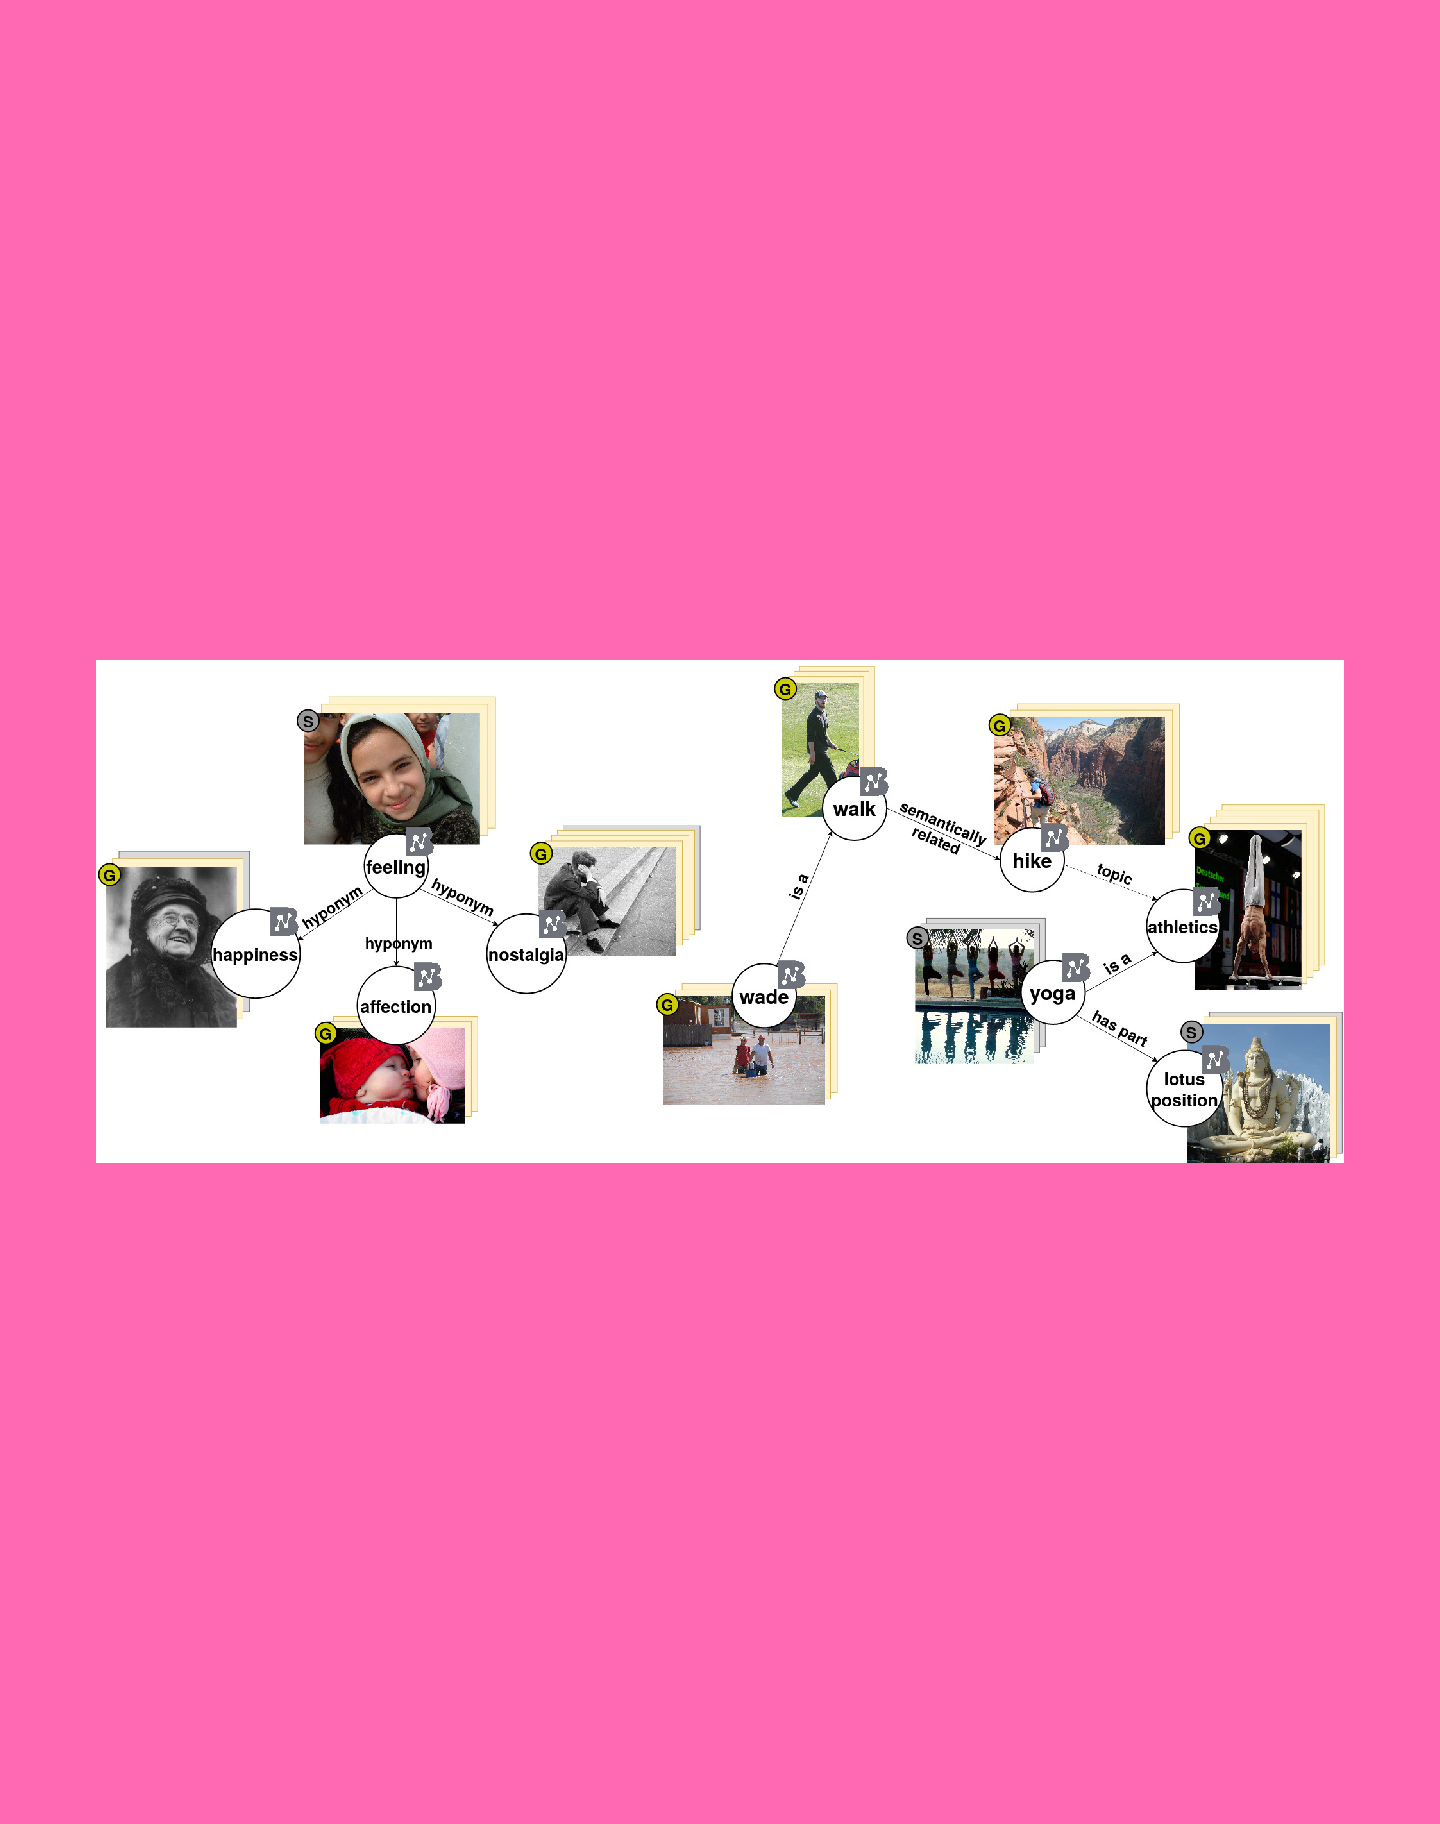 S
feeling
hyponym
hyponym
hyponym
G
happiness
G
nostalgia
G
affection
G
walk
semantically
related
is a
G
wade
G
hike
topic
G
Deutscher
athletics
S
yoga
is a
has part
S
lotus
position